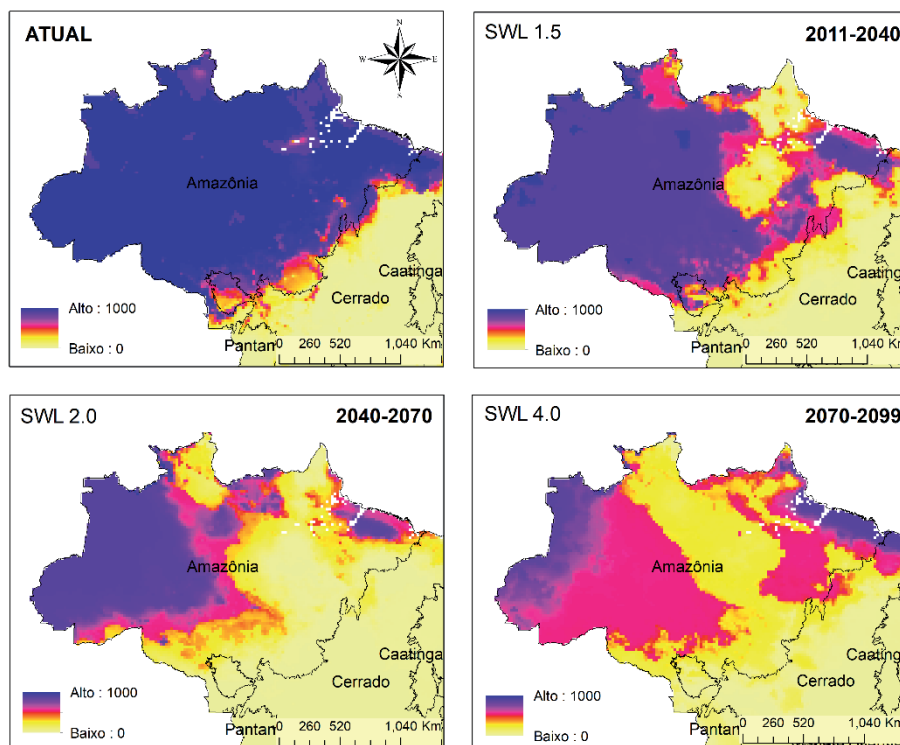 ATUAL
N
W
E
S
Amazônia
Caatinga
Cerrado
Alto : 1000
Baixo : 0
Pantan
0 260 520 1,040 Km
SWL 1.5 2011-2040
Amazônia
Caatinga
Cerrado
Alto : 1000
Baixo : 0
Pantan
0 260 520 1,040 Km
SWL 2.0 2040-2070
Amazônia
Caatinga
Cerrado
Alto : 1000
Baixo : 0
Pantan
0 260 520 1,040 Km
SWL 4.0 2070-2099
Amazônia
Caatinga
Cerrado
Alto : 1000
Baixo : 0
Pantan
0 260 520 1,040 Km